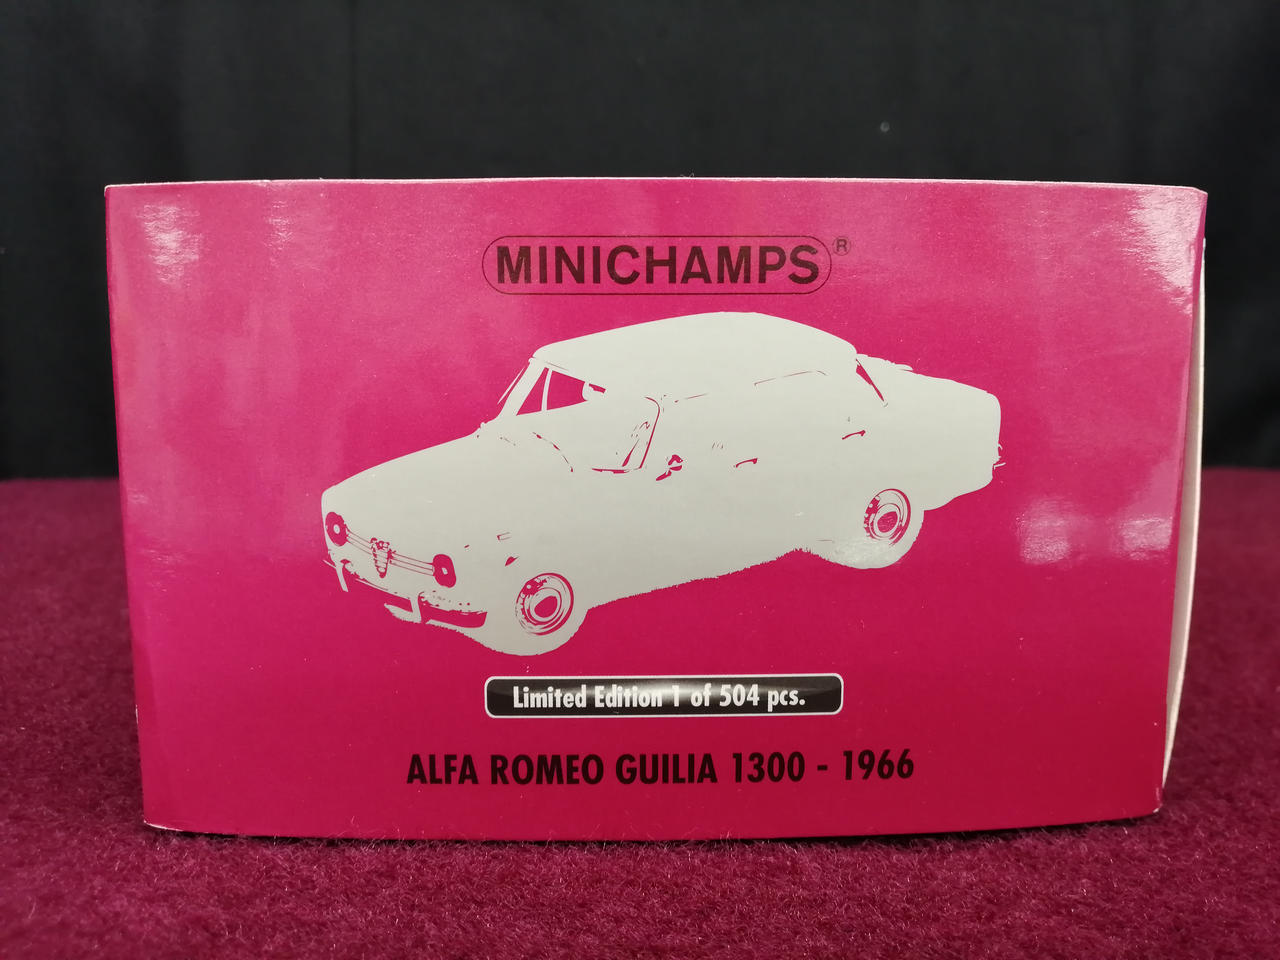 MINICHAMPS®
Limited Edition 1 of 504 pcs.
ALFA ROMEO GUILIA 1300 - 1966